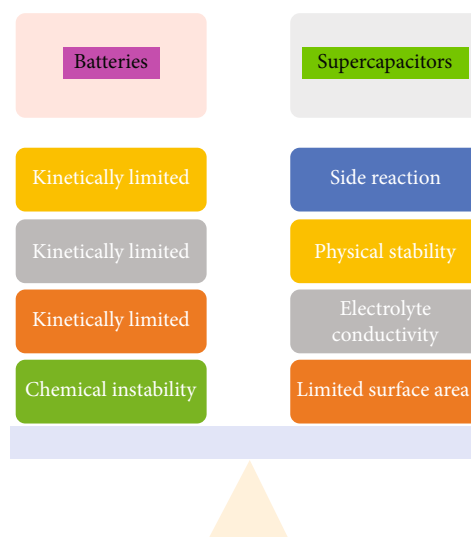 Batteries
Supercapacitors
Kinetically limited
Side reaction
Kinetically limited
Physical stability
Kinetically limited
Electrolyte
conductivity
Chemical instability
Limited surface area